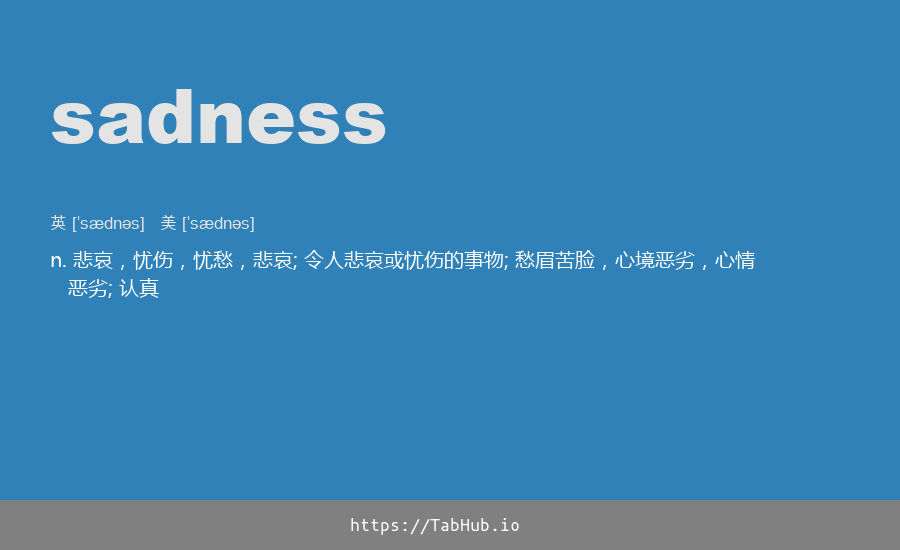 sadness
英 ['sædnəs] 美 ['sædnəs]
n. 悲哀，忧伤，忧愁，悲哀; 令人悲哀或忧伤的事物; 愁眉苦脸，心境恶劣，心情
恶劣; 认真
https://TabHub.io